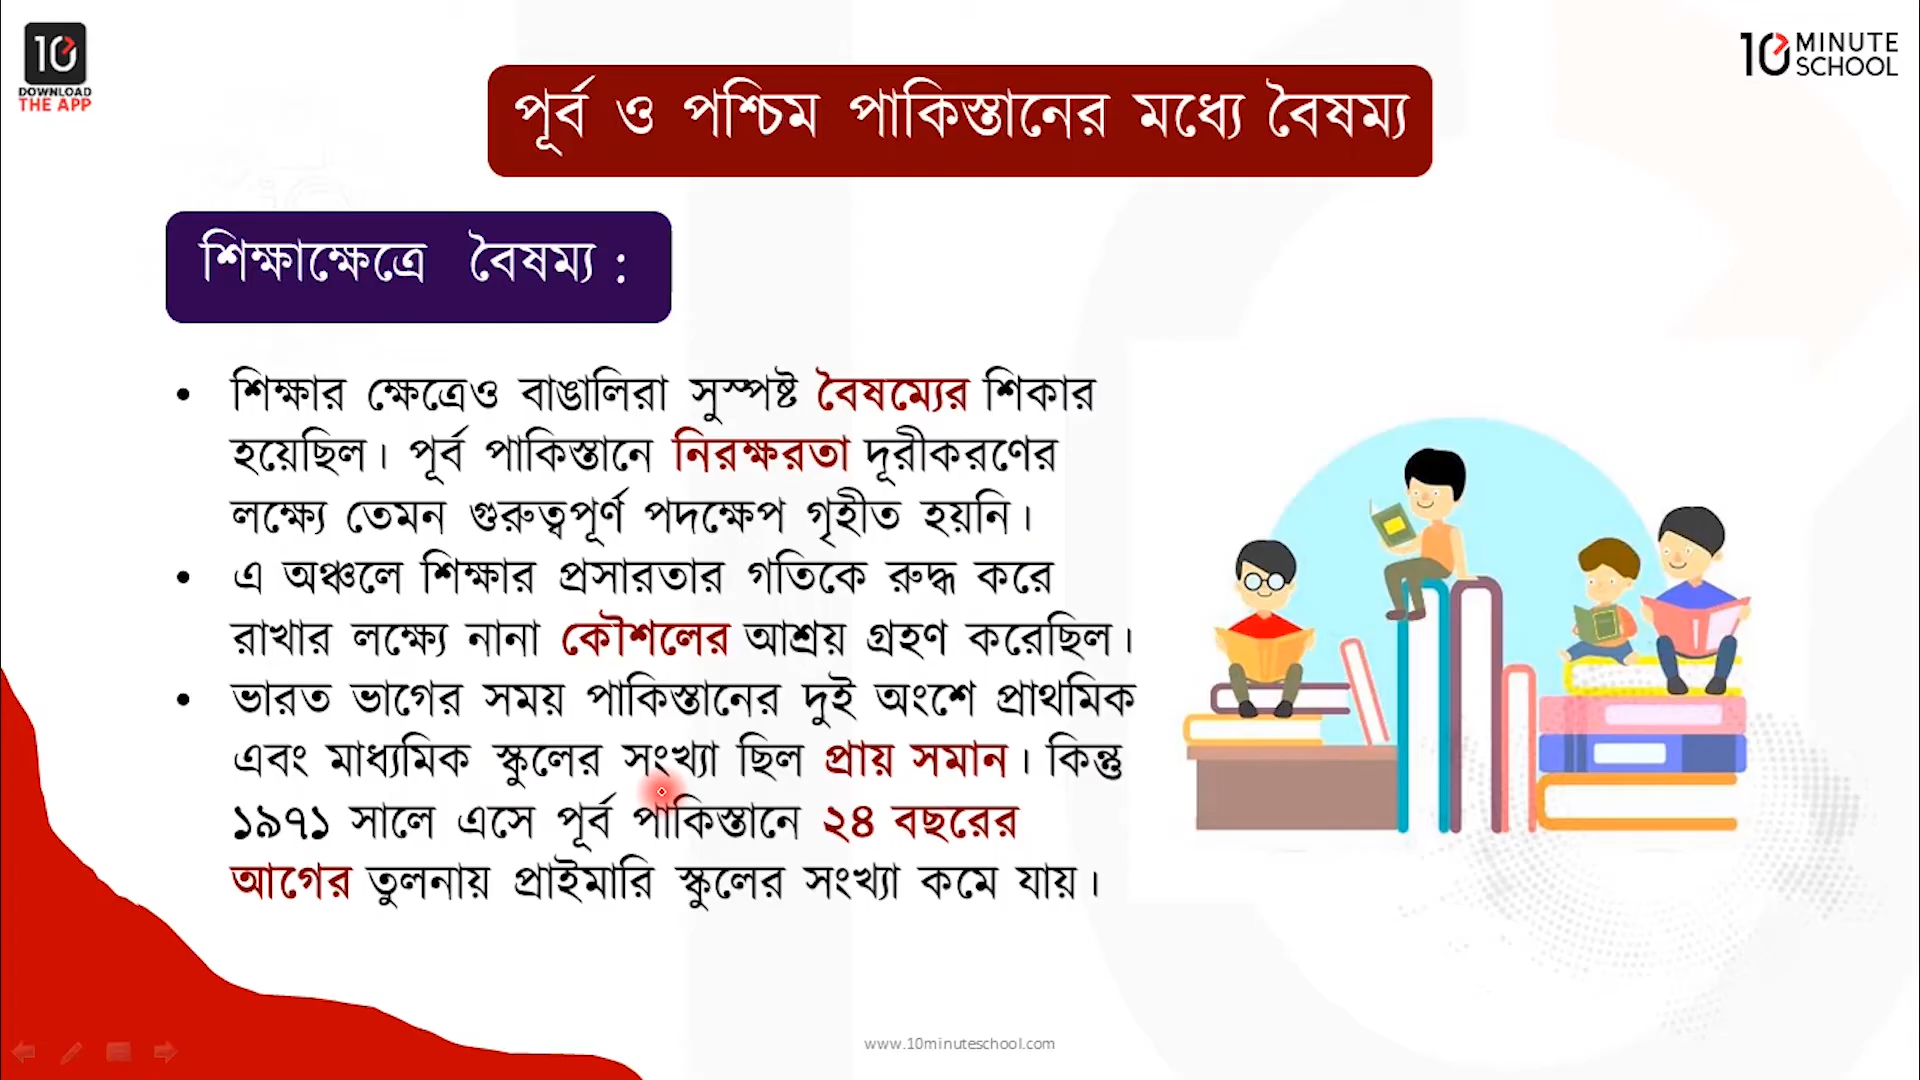 10
DOWNLOAD
THE APP
10 MINUTE
SCHOOL
পূর্ব ও পশ্চিম পাকিস্তানের মধ্যে বৈষম্য
শিক্ষাক্ষেত্রে বৈষম্য :
• শিক্ষার ক্ষেত্রেও বাঙালিরা সুস্পষ্ট বৈষম্যের শিকার
হয়েছিল। পূর্ব পাকিস্তানে নিরক্ষরতা দূরীকরণের
লক্ষ্যে তেমন গুরুত্বপূর্ণ পদক্ষেপ গৃহীত হয়নি।
• এ অঞ্চলে শিক্ষার প্রসারতার গতিকে রুদ্ধ করে
রাখার লক্ষ্যে নানা কৌশলের আশ্রয় গ্রহণ করেছিল।
• ভারত ভাগের সময় পাকিস্তানের দুই অংশে প্রাথমিক
এবং মাধ্যমিক স্কুলের সংখ্যা ছিল প্রায় সমান। কিন্তু
১৯৭১ সালে এসে পূর্ব পাকিস্তানে ২৪ বছরের
আগের তুলনায় প্রাইমারি স্কুলের সংখ্যা কমে যায়।
www.10minuteschool.com